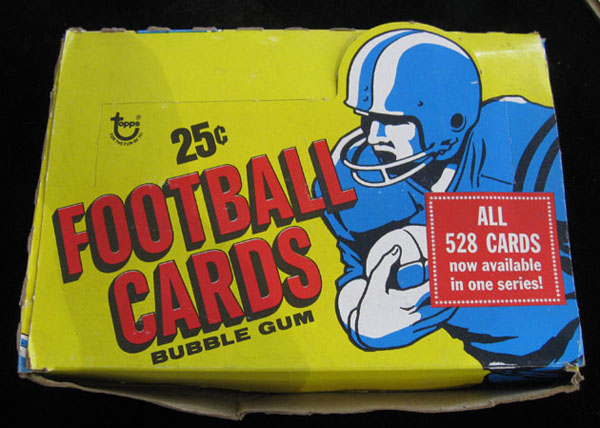 topps®
25¢
FOOTBALL
CARDS
BUBBLE GUM
ALL
528 CARDS
now available
in one series!